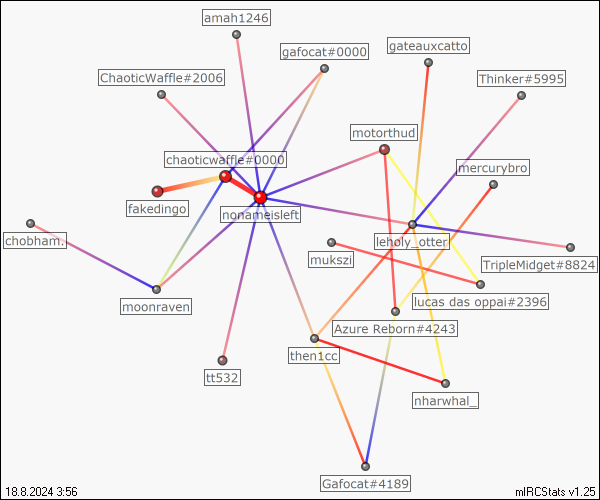 amah1246
gafocat#0000
gateauxcatto
ChaoticWaffle#2006
Thinker#5995
motorthud
chaoticwaffle#0000
mercurybro
fakedingo
nonameisleft
chobham.
leholy_otter
mukszi
TripleMidget#8824
moonraven
lucas das oppai#2396
Azure Reborn#4243
then1cc
tt532
nharwhal_
Gafocat#4189
18.8.2024 3:56
mIRCStats v1.25